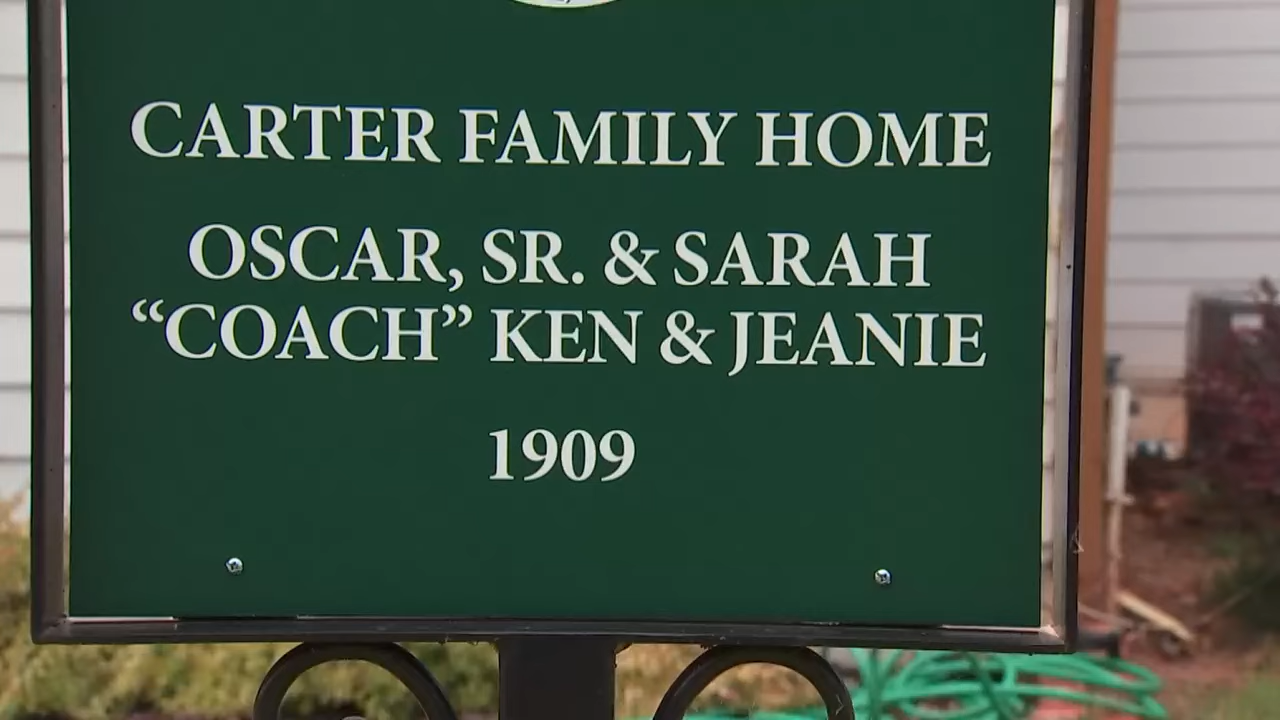 CARTER FAMILY HOME
OSCAR, SR. & SARAH
“COACH” KEN & JEANIE
1909